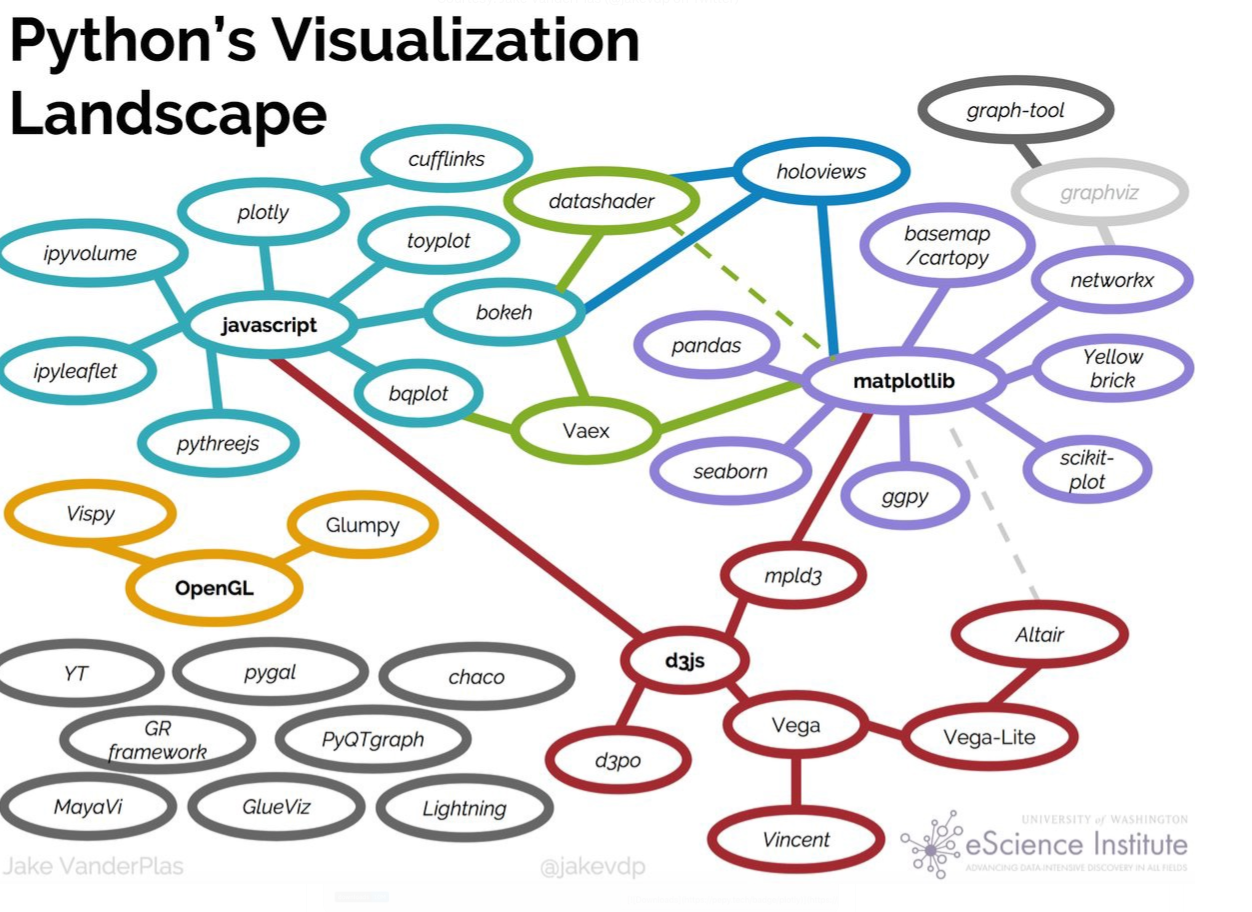 Python's Visualization
Landscape
graph-tool
cufflinks
holoviews
graphviz
datashader
plotly
basemap
/cartopy
toyplot
ipyvolume
networkx
bokeh
javascript
pandas
Yellow
brick
ipyleaflet
matplotlib
bqplot
Vaex
pythreejs
seaborn
scikit-
plot
ggpy
Vispy
Glumpy
mpld3
OpenGL
Altair
d3js
YT
pygal
chaco
GR
framework
PyQTgraph
Vega
Vega-Lite
d3po
MayaVi
GlueViz
Lightning
Vincent
UNIVERSITY of WASHINGTON
eScience Institute
ADVANCING DATA-INTENSIVE DISCOVERY IN ALL FIELDS
Jake VanderPlas
@jakevdp